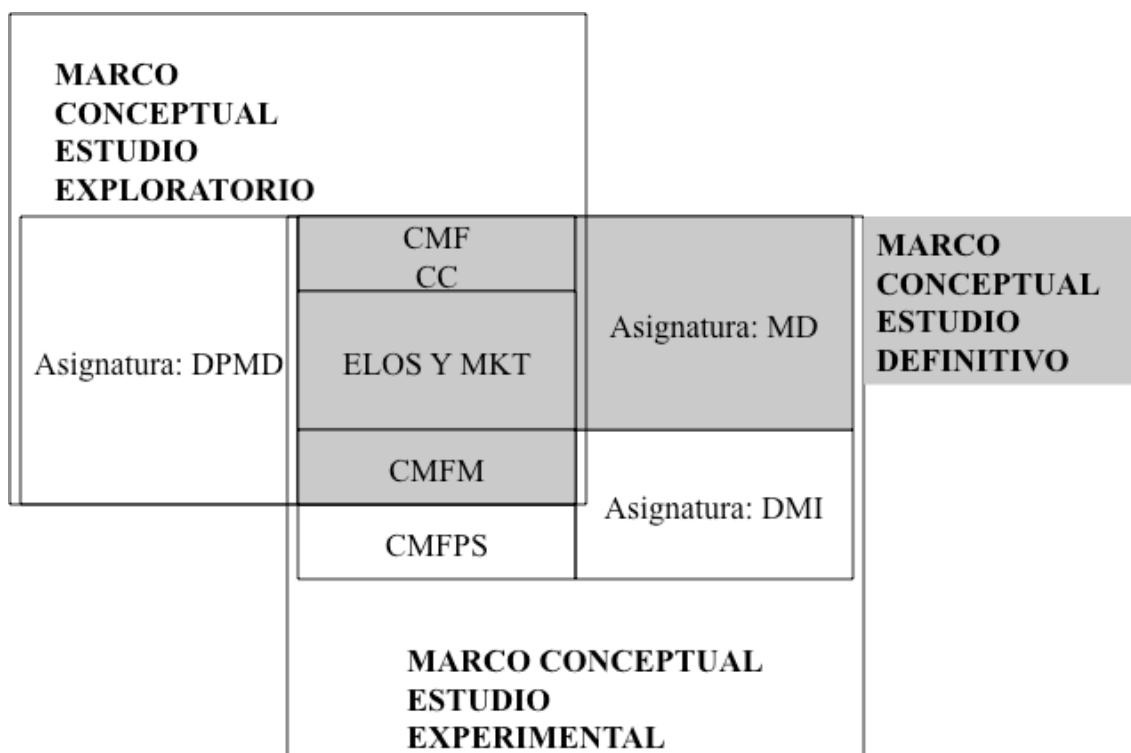 MARCO
CONCEPTUAL
ESTUDIO
EXPLORATORIO
CMF
CC
Asignatura: DPMD
ELOS Y MKT
Asignatura: MD
MARCO
CONCEPTUAL
ESTUDIO
DEFINITIVO
CMFM
Asignatura: DMI
CMFPS
MARCO CONCEPTUAL
ESTUDIO
EXPERIMENTAL